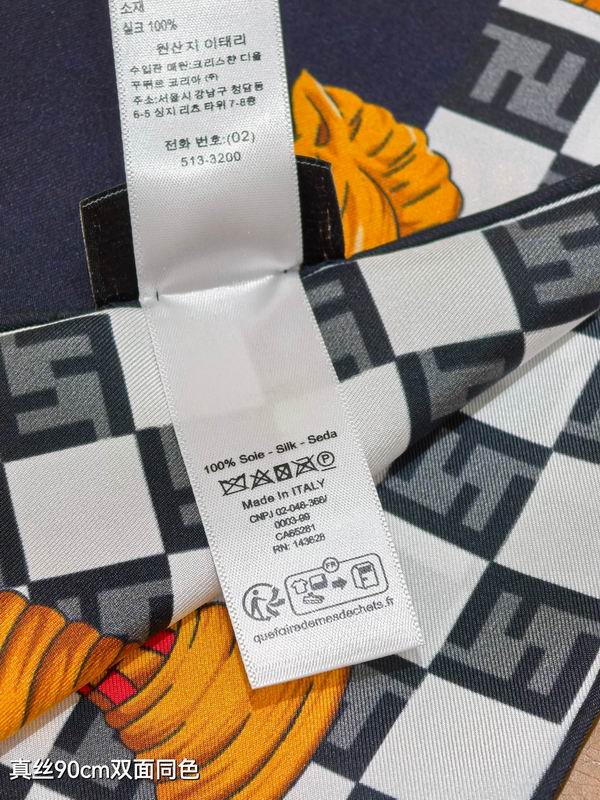 소재
실크 100%
원산지 이태리
수입판 매원:크리스챤 디올
꾸뛰르 코리아 (주)
주소:서울시 강남구 청담동
6-5 싱지 리츠 타위 7-8층
전화 번호:(02)
513-3200
100% Soie - Silk - Seda
P
Made in ITALY
CNPJ 02-046-366/
0003-99
CA65281
RN: 143628
FR
quefairedemesdechets.fr
真丝90cm双面同色